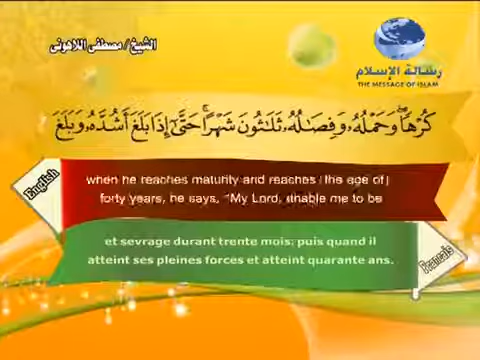 الشيخ / مصطفى اللاهونى
رسالة الإسلام
THE MESSAGE OF ISLAM
كُرْهًا ۖ وَحَمْلُهُۥ وَفِصَـٰلُهُۥ ثَلَـٰثُونَ شَهْرًا ۚ حَتَّىٰٓ إِذَا بَلَغَ أَشُدَّهُۥ وَبَلَغَ
English
when he reaches maturity and reaches [the age of]
forty years, he says, "My Lord, enable me to be
et sevrage durant trente mois; puis quand il
atteint ses pleines forces et atteint quarante ans.
Francais